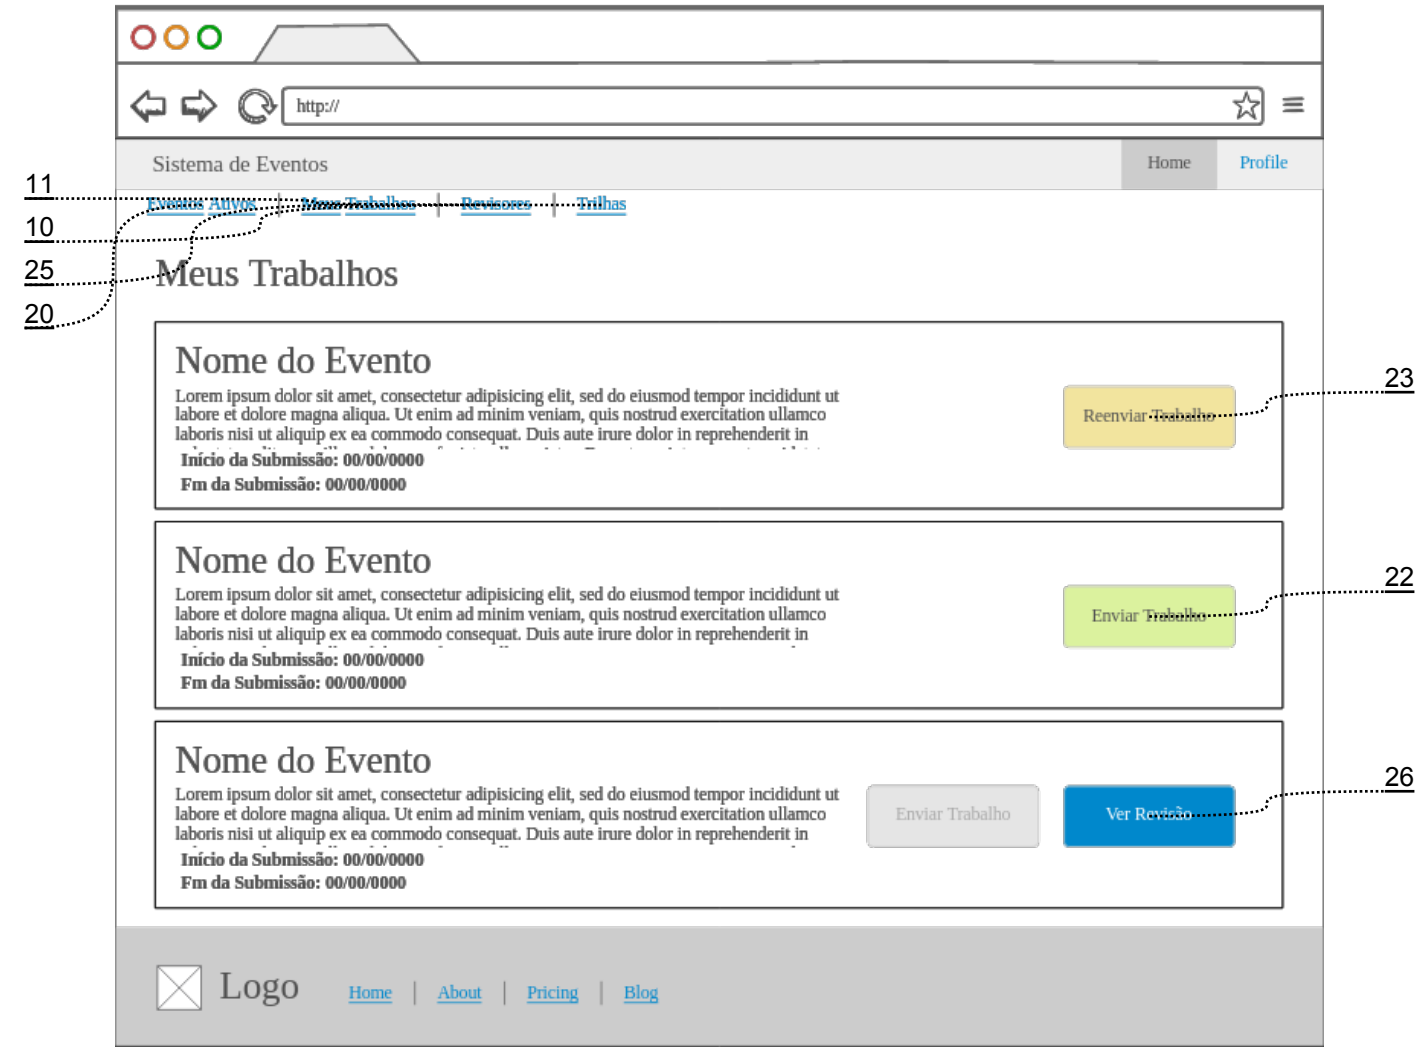 http://
Sistema de Eventos
Home
Profile
11
Eventos Ativos | Meus Trabalhos | Revisores | Trilhas
10
25
Meus Trabalhos
20
Nome do Evento
Lorem ipsum dolor sit amet, consectetur adipisicing elit, sed do eiusmod tempor incididunt ut
labore et dolore magna aliqua. Ut enim ad minim veniam, quis nostrud exercitation ullamco
laboris nisi ut aliquip ex ea commodo consequat. Duis aute irure dolor in reprehenderit in
Início da Submissão: 00/00/0000
Fm da Submissão: 00/00/0000
23
Reenviar Trabalho
Nome do Evento
Lorem ipsum dolor sit amet, consectetur adipisicing elit, sed do eiusmod tempor incididunt ut
labore et dolore magna aliqua. Ut enim ad minim veniam, quis nostrud exercitation ullamco
laboris nisi ut aliquip ex ea commodo consequat. Duis aute irure dolor in reprehenderit in
Início da Submissão: 00/00/0000
Fm da Submissão: 00/00/0000
22
Enviar Trabalho
Nome do Evento
Lorem ipsum dolor sit amet, consectetur adipisicing elit, sed do eiusmod tempor incididunt ut
labore et dolore magna aliqua. Ut enim ad minim veniam, quis nostrud exercitation ullamco
laboris nisi ut aliquip ex ea commodo consequat. Duis aute irure dolor in reprehenderit in
Início da Submissão: 00/00/0000
Fm da Submissão: 00/00/0000
26
Enviar Trabalho
Ver Revisão
Logo
Home | About | Pricing | Blog